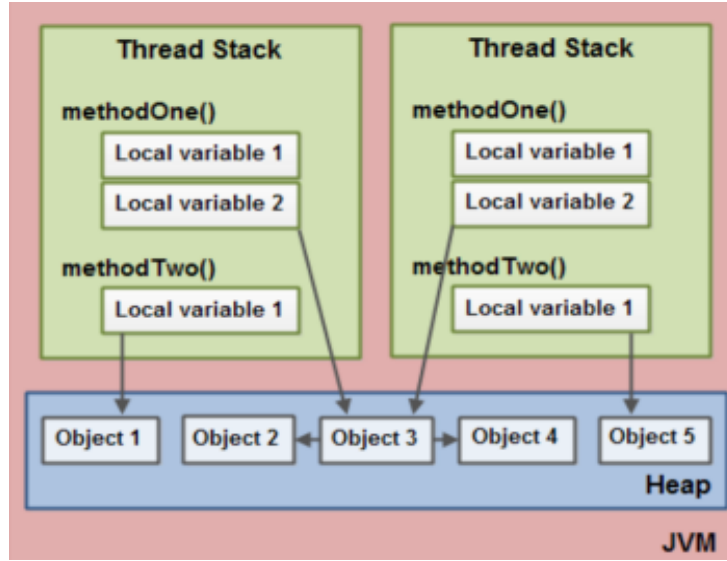 Thread Stack
methodOne()
Local variable 1
Local variable 2
methodTwo()
Local variable 1
Thread Stack
methodOne()
Local variable 1
Local variable 2
methodTwo()
Local variable 1
Object 1
Object 2
Object 3
Object 4
Object 5
Heap
JVM